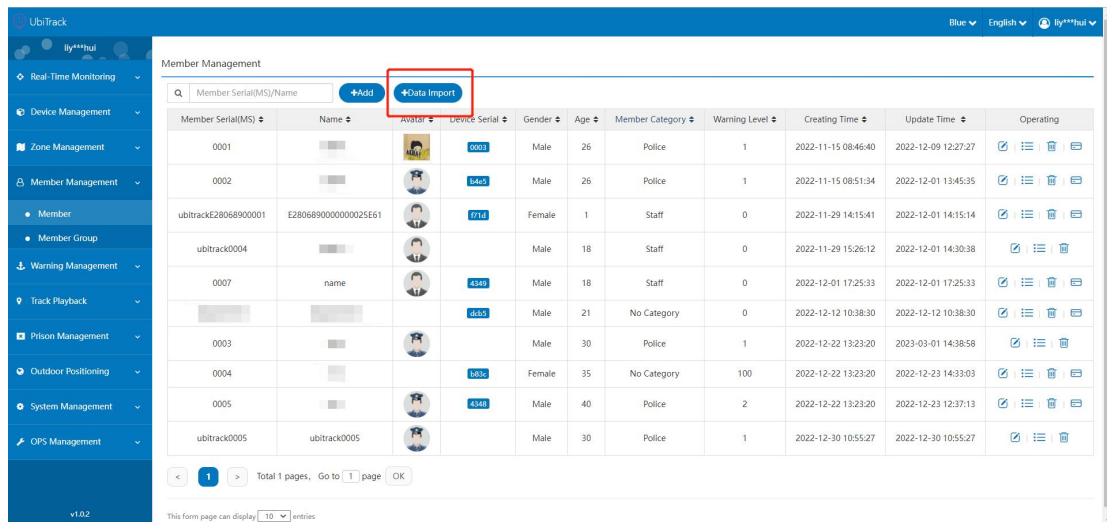 UbiTrack
Blue English liy***hui
liy***hui
Real-Time Monitoring
Device Management
Zone Management
Member Management
Member
Member Group
Warning Management
Track Playback
Prison Management
Outdoor Positioning
System Management
OPS Management
v1.0.2
Member Management
Member Serial(MS)/Name +Add +Data Import
Member Serial(MS) Name Avatar Device Serial Gender Age Member Category Warning Level Creating Time Update Time Operating
0001 0003 Male 26 Police 1 2022-11-15 08:46:40 2022-12-09 12:27:27
0002 b4e5 Male 26 Police 1 2022-11-15 08:51:34 2022-12-01 13:45:35
ubitrackE28068900001 E2806890000000025E61 f71d Female 1 Staff 0 2022-11-29 14:15:41 2022-12-01 14:15:14
ubitrack0004 Male 18 Staff 0 2022-11-29 15:26:12 2022-12-01 14:30:38
0007 name 4349 Male 18 Staff 0 2022-12-01 17:25:33 2022-12-01 17:25:33
dcb5 Male 21 No Category 0 2022-12-12 10:38:30 2022-12-12 10:38:30
0003 Male 30 Police 1 2022-12-22 13:23:20 2023-03-01 14:38:58
0004 b83c Female 35 No Category 100 2022-12-22 13:23:20 2022-12-23 14:33:03
0005 4348 Male 40 Police 2 2022-12-22 13:23:20 2022-12-23 12:37:13
ubitrack0005 ubitrack0005 Male 30 Police 1 2022-12-30 10:55:27 2022-12-30 10:55:27
< 1 > Total 1 pages, Go to 1 page OK
This form page can display 10 entries